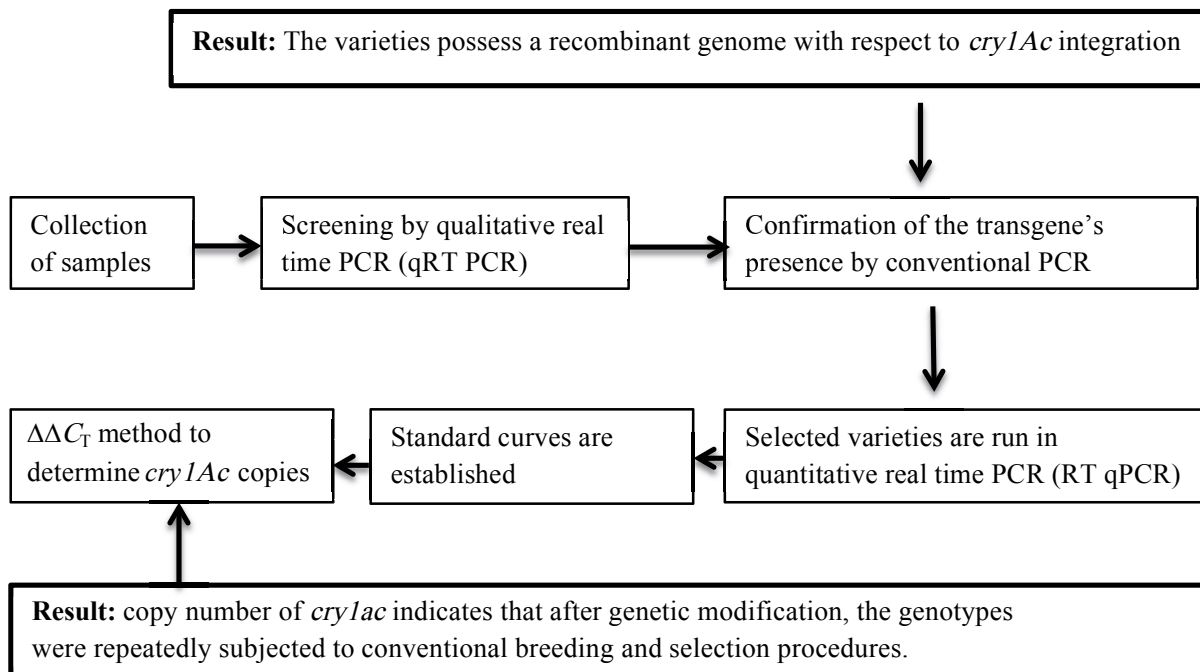 Result: The varieties possess a recombinant genome with respect to cry1Ac integration
Collection
of samples
Screening by qualitative real
time PCR (qRT PCR)
Confirmation of the transgene's
presence by conventional PCR
Selected varieties are run in
quantitative real time PCR (RT qPCR)
Standard curves are
established
ΔΔCT method to
determine cry1Ac copies
Result: copy number of cry1ac indicates that after genetic modification, the genotypes
were repeatedly subjected to conventional breeding and selection procedures.